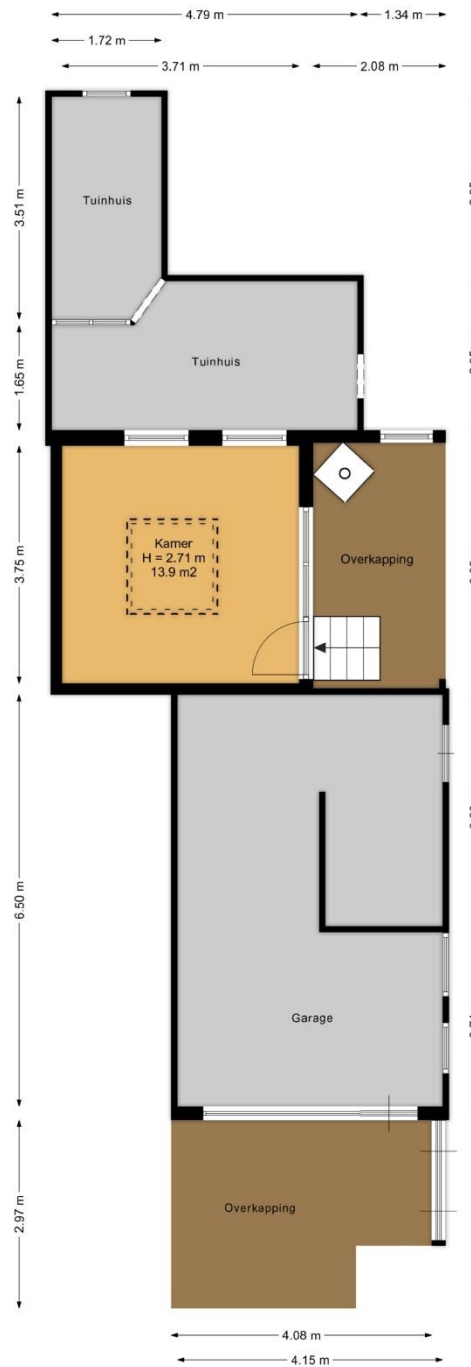 4.79 m
1.34 m
1.72 m
3.71 m
2.08 m
3.51 m
Tuinhuis
1.65 m
Tuinhuis
3.75 m
Kamer
H = 2.71 m
13.9 m2
Overkapping
6.50 m
Garage
2.97 m
Overkapping
4.08 m
4.15 m